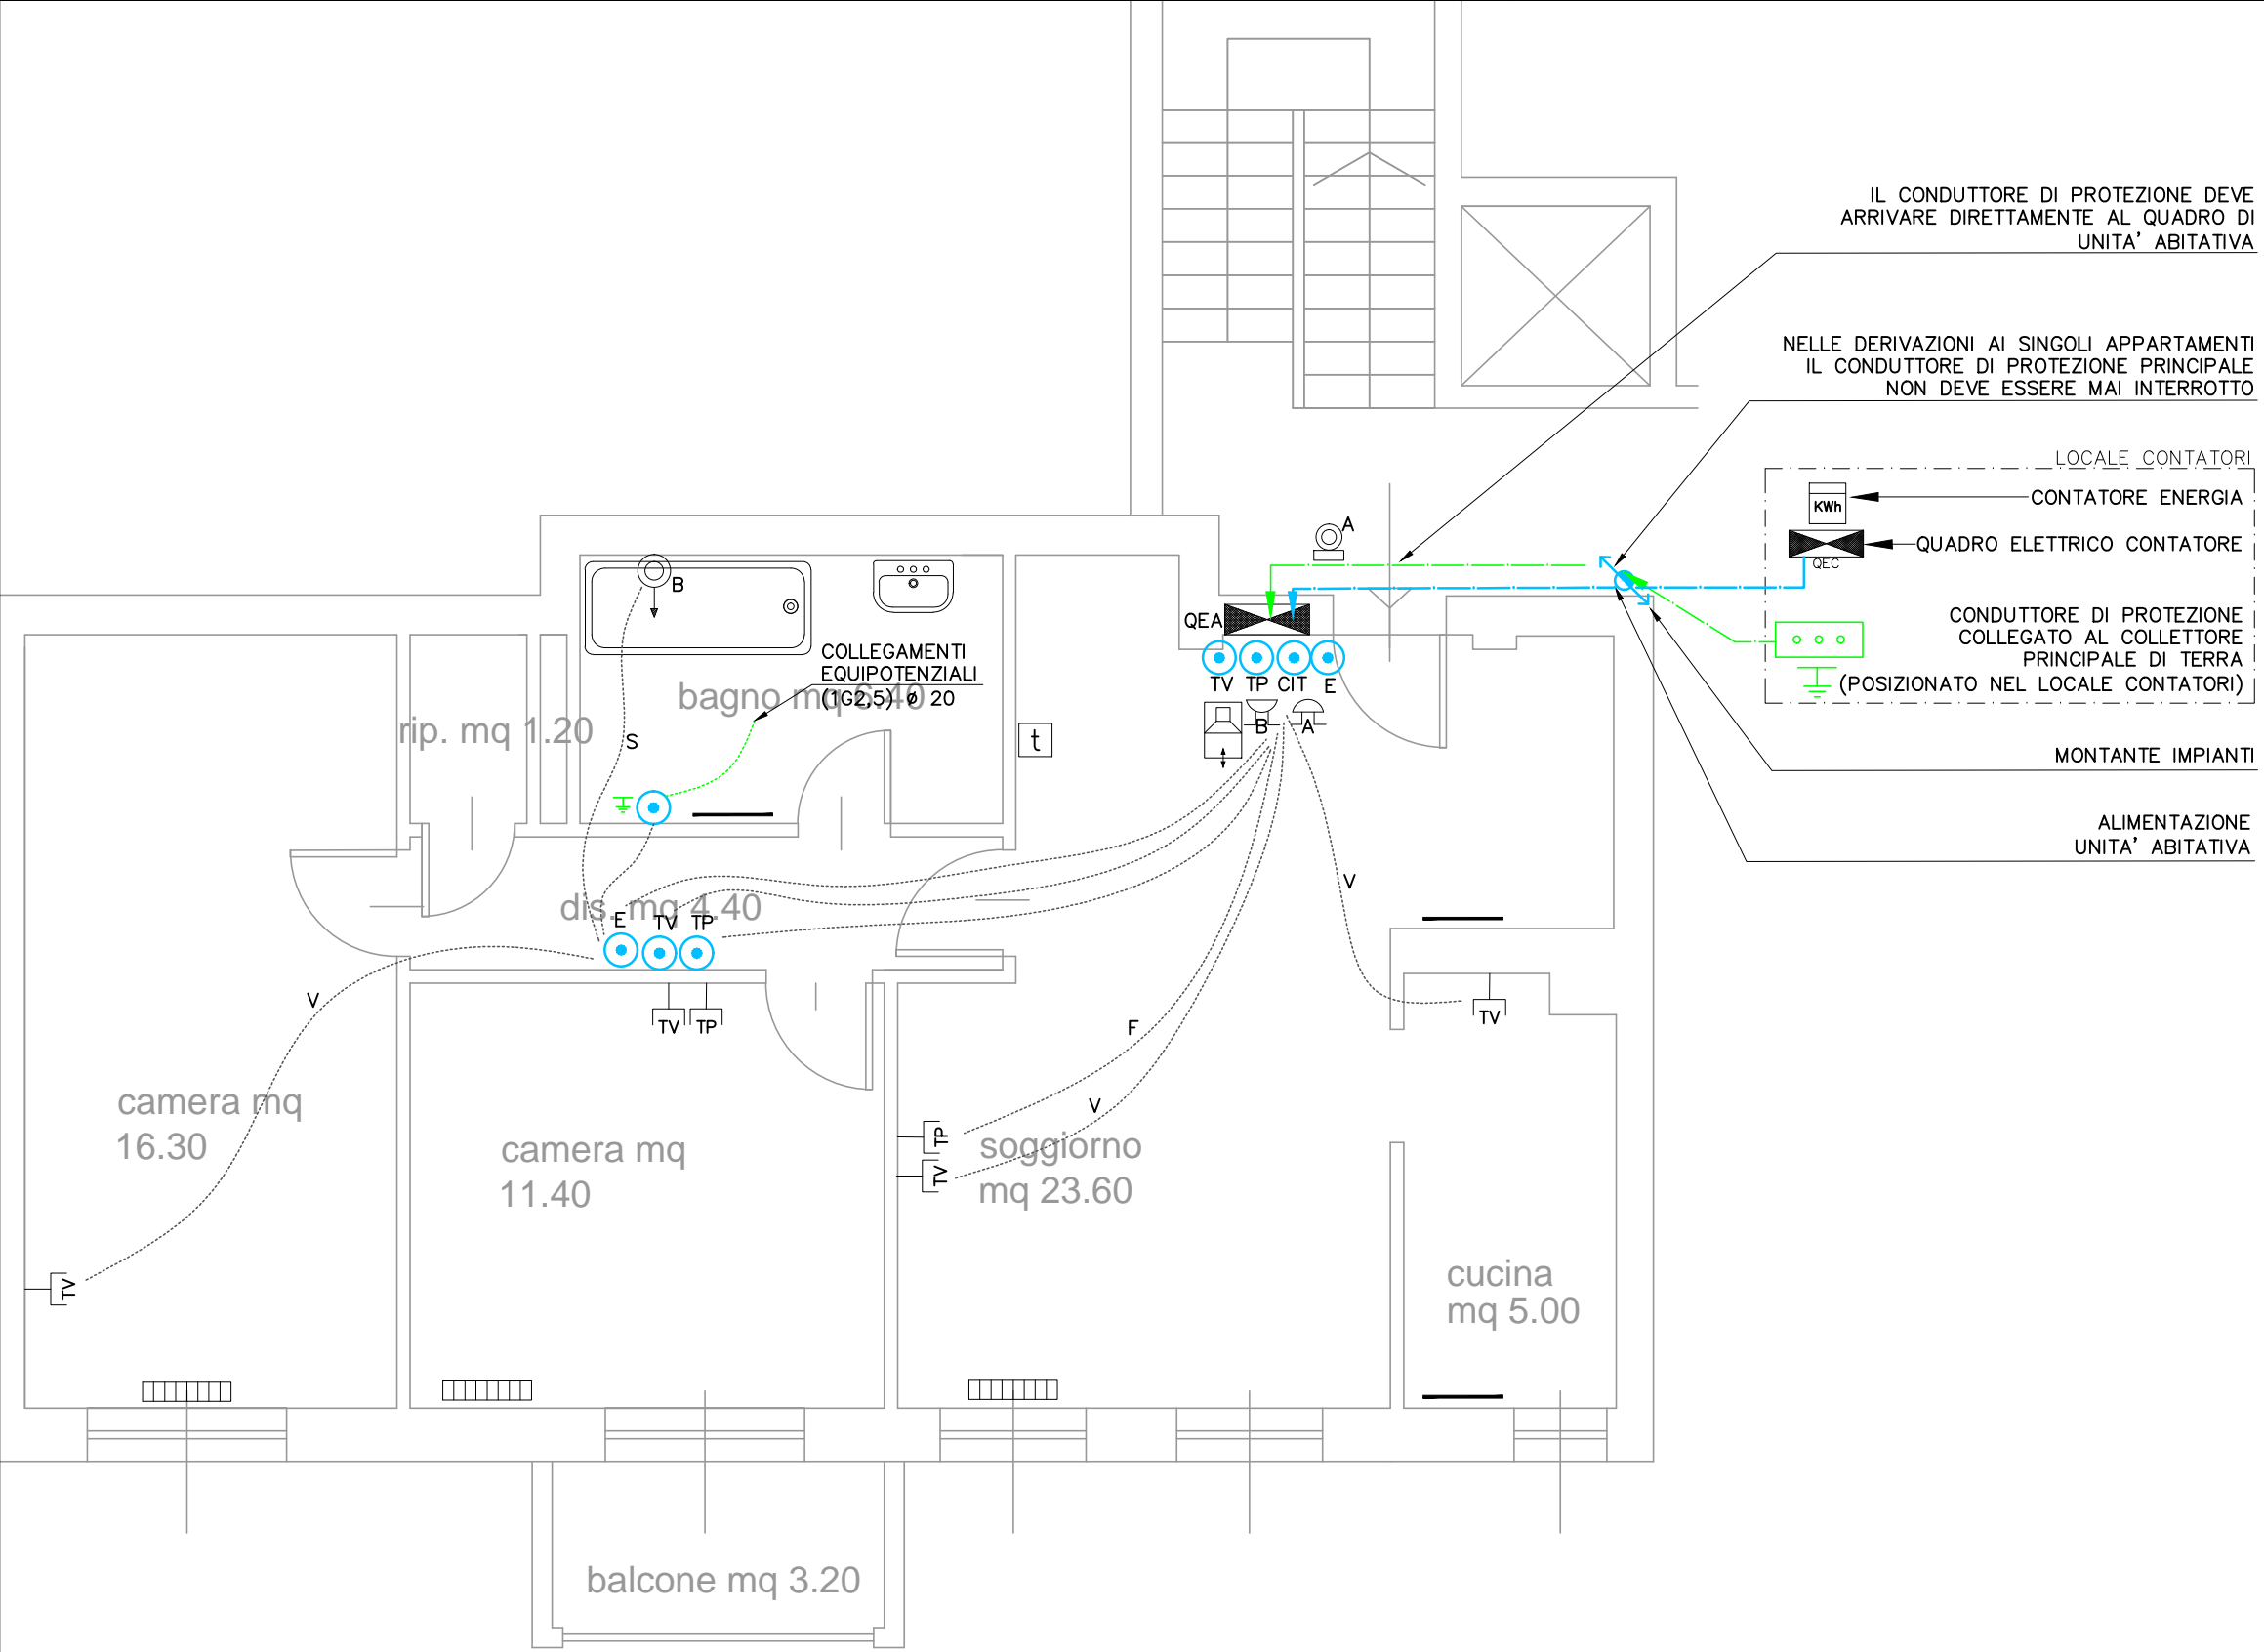 IL CONDUTTORE DI PROTEZIONE DEVE
ARRIVARE DIRETTAMENTE AL QUADRO DI
UNITA' ABITATIVA
NELLE DERIVAZIONI AI SINGOLI APPARTAMENTI
IL CONDUTTORE DI PROTEZIONE PRINCIPALE
NON DEVE ESSERE MAI INTERROTTO
LOCALE CONTATORI
KWh
CONTATORE ENERGIA
QUADRO ELETTRICO CONTATORE
QEC
CONDUTTORE DI PROTEZIONE
COLLEGATO AL COLLETTORE
PRINCIPALE DI TERRA
(POSIZIONATO NEL LOCALE CONTATORI)
MONTANTE IMPIANTI
ALIMENTAZIONE
UNITA' ABITATIVA
A
B
QEA
TV TP CIT E
B A
COLLEGAMENTI
EQUIPOTENZIALI
(1G2,5) ø 20
bagno mq 6.40
rip. mq 1.20
S
t
dis. mq 4.40
E TV TP
V
V
TV TP
TV
F
V
TP
TV
TV
camera mq
16.30
camera mq
11.40
soggiorno
mq 23.60
cucina
mq 5.00
balcone mq 3.20